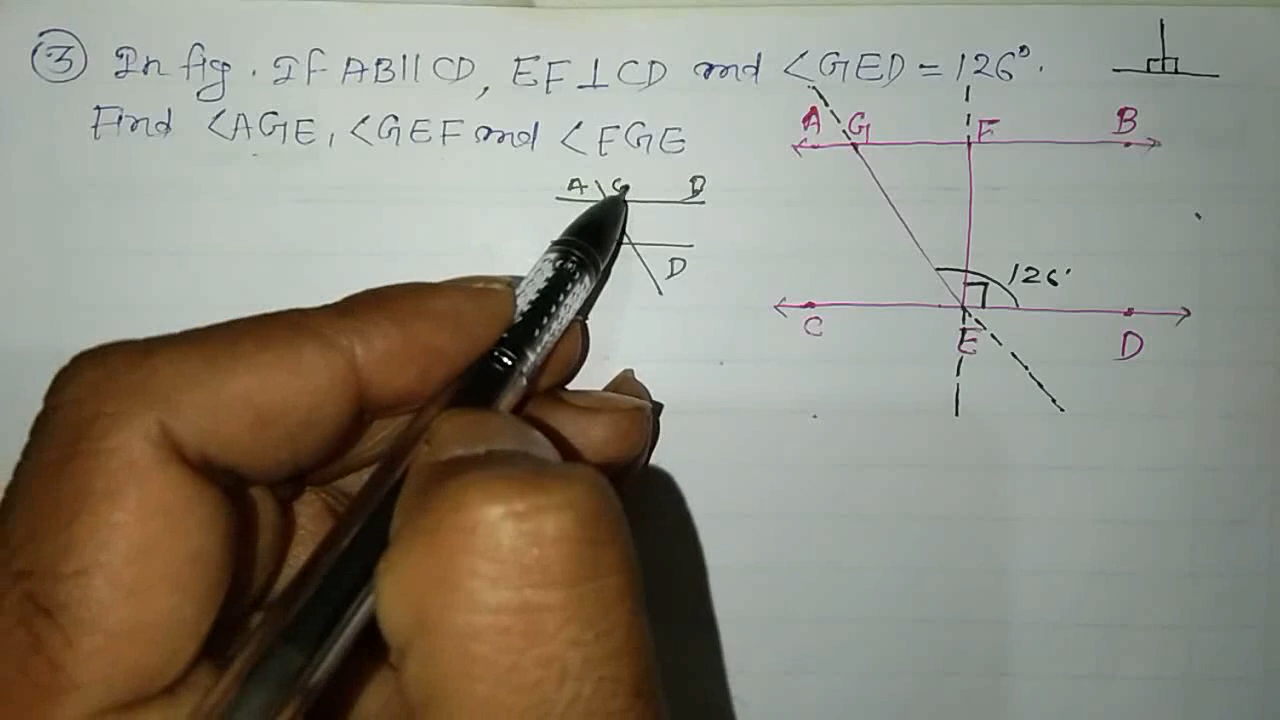 ③ In fig. If AB||CD, EF⊥CD and ∠GED = 126°.
Find ∠AGE, ∠GEF and ∠FGE
A G F B
A G B
D
126°
C E D